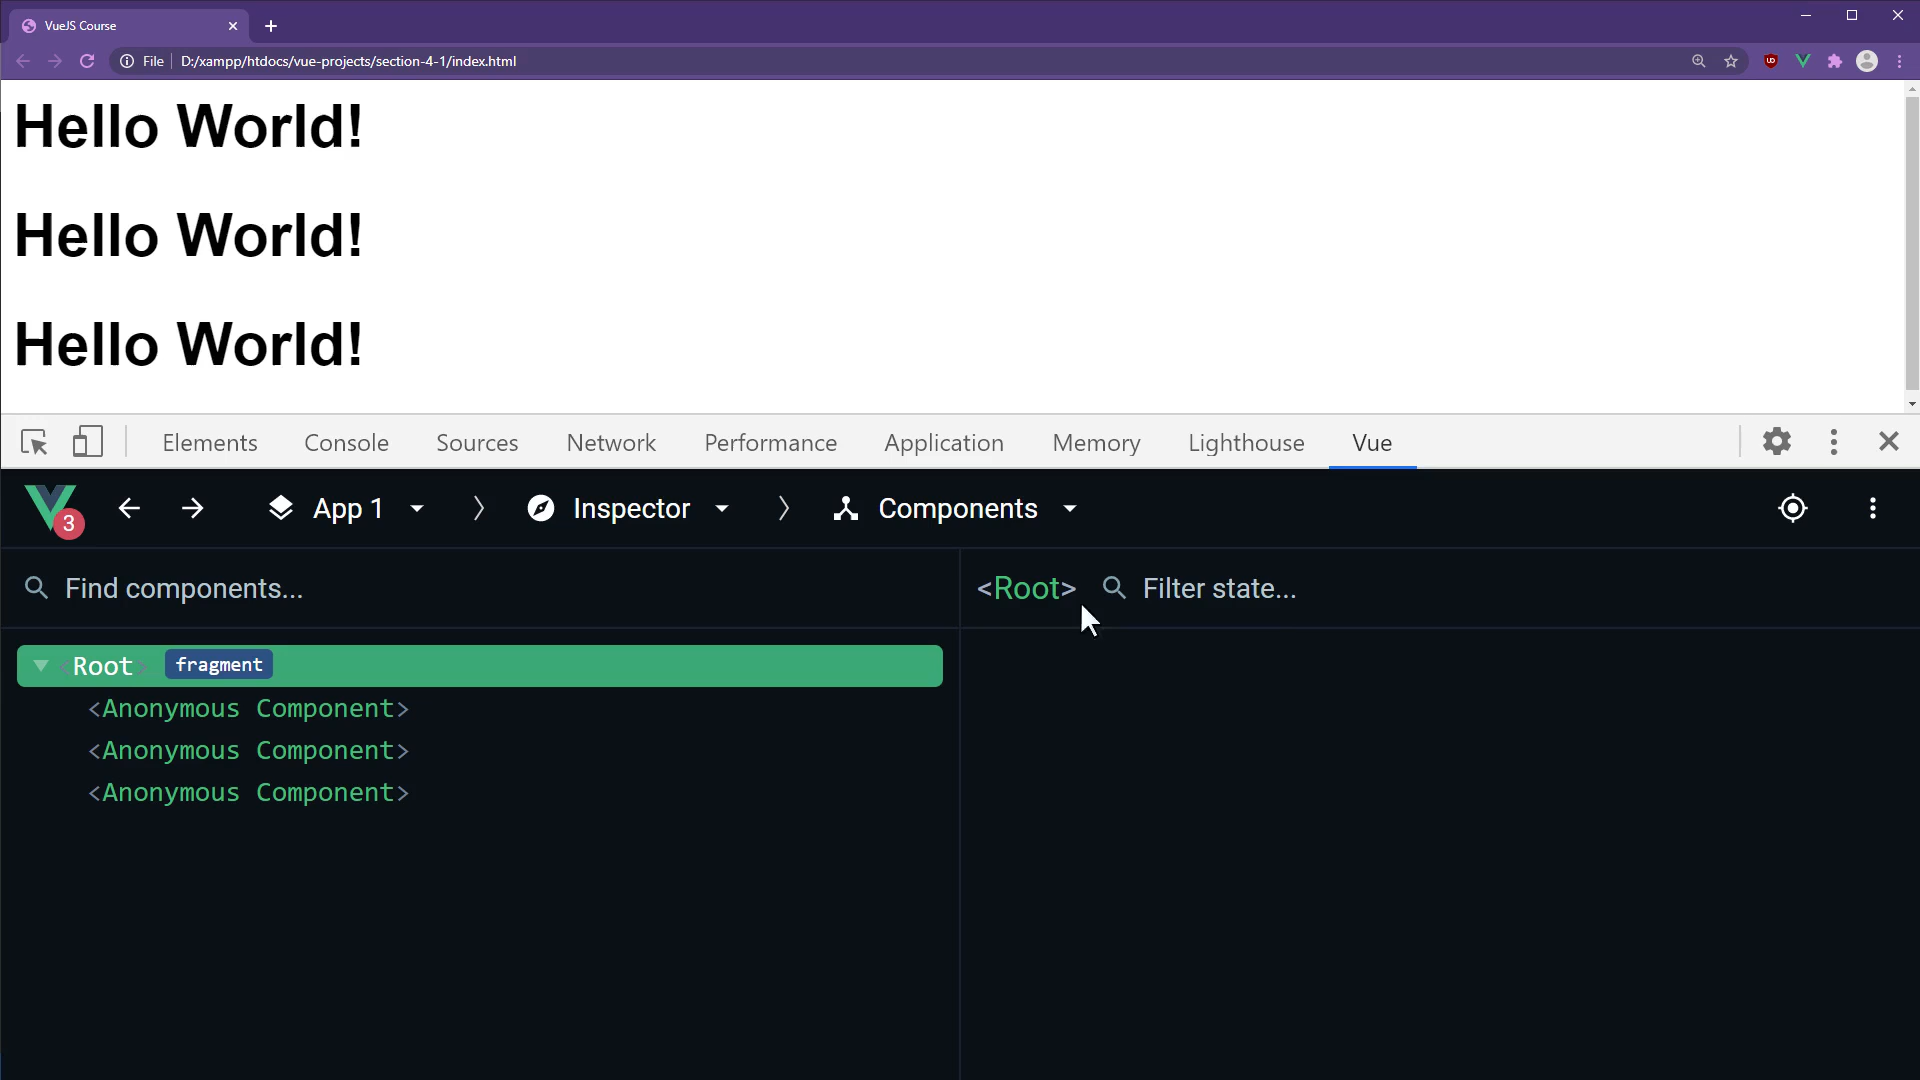 VueJS Course
File D:/xampp/htdocs/vue-projects/section-4-1/index.html
UD
Hello World!
Hello World!
Hello World!
Elements Console Sources Network Performance Application Memory Lighthouse Vue
3 App 1 Inspector Components
Find components...
<Root> Filter state...
<Root> fragment
<Anonymous Component>
<Anonymous Component>
<Anonymous Component>